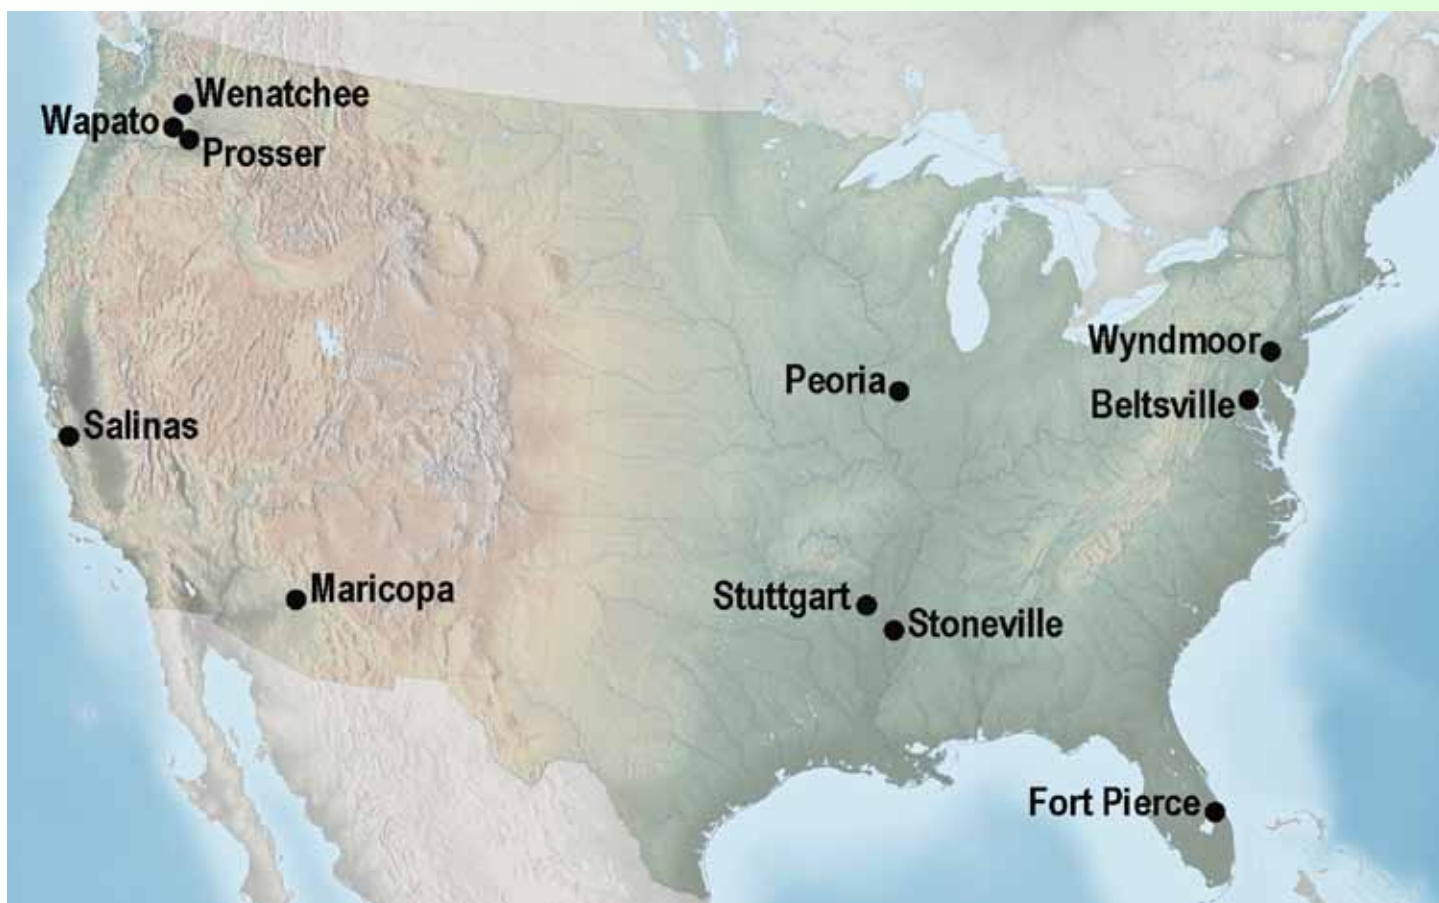 Wenatchee
Wapato
Prosser
Wyndmoor
Peoria
Beltsville
Salinas
Maricopa
Stuttgart
Stoneville
Fort Pierce